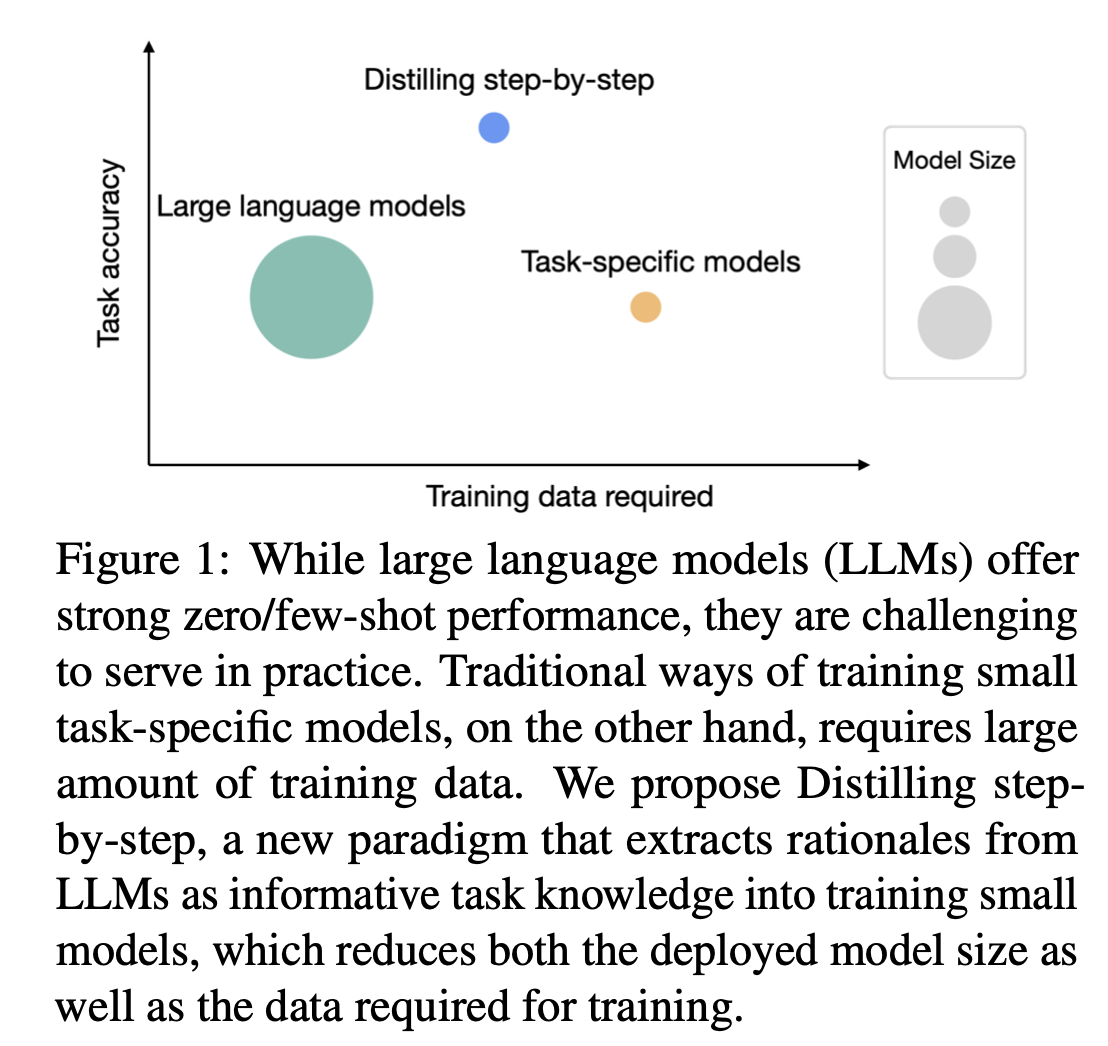 Distilling step-by-step
Model Size
Large language models
Task-specific models
Task accuracy
Training data required
Figure 1: While large language models (LLMs) offer
strong zero/few-shot performance, they are challenging
to serve in practice. Traditional ways of training small
task-specific models, on the other hand, requires large
amount of training data. We propose Distilling step-
by-step, a new paradigm that extracts rationales from
LLMs as informative task knowledge into training small
models, which reduces both the deployed model size as
well as the data required for training.